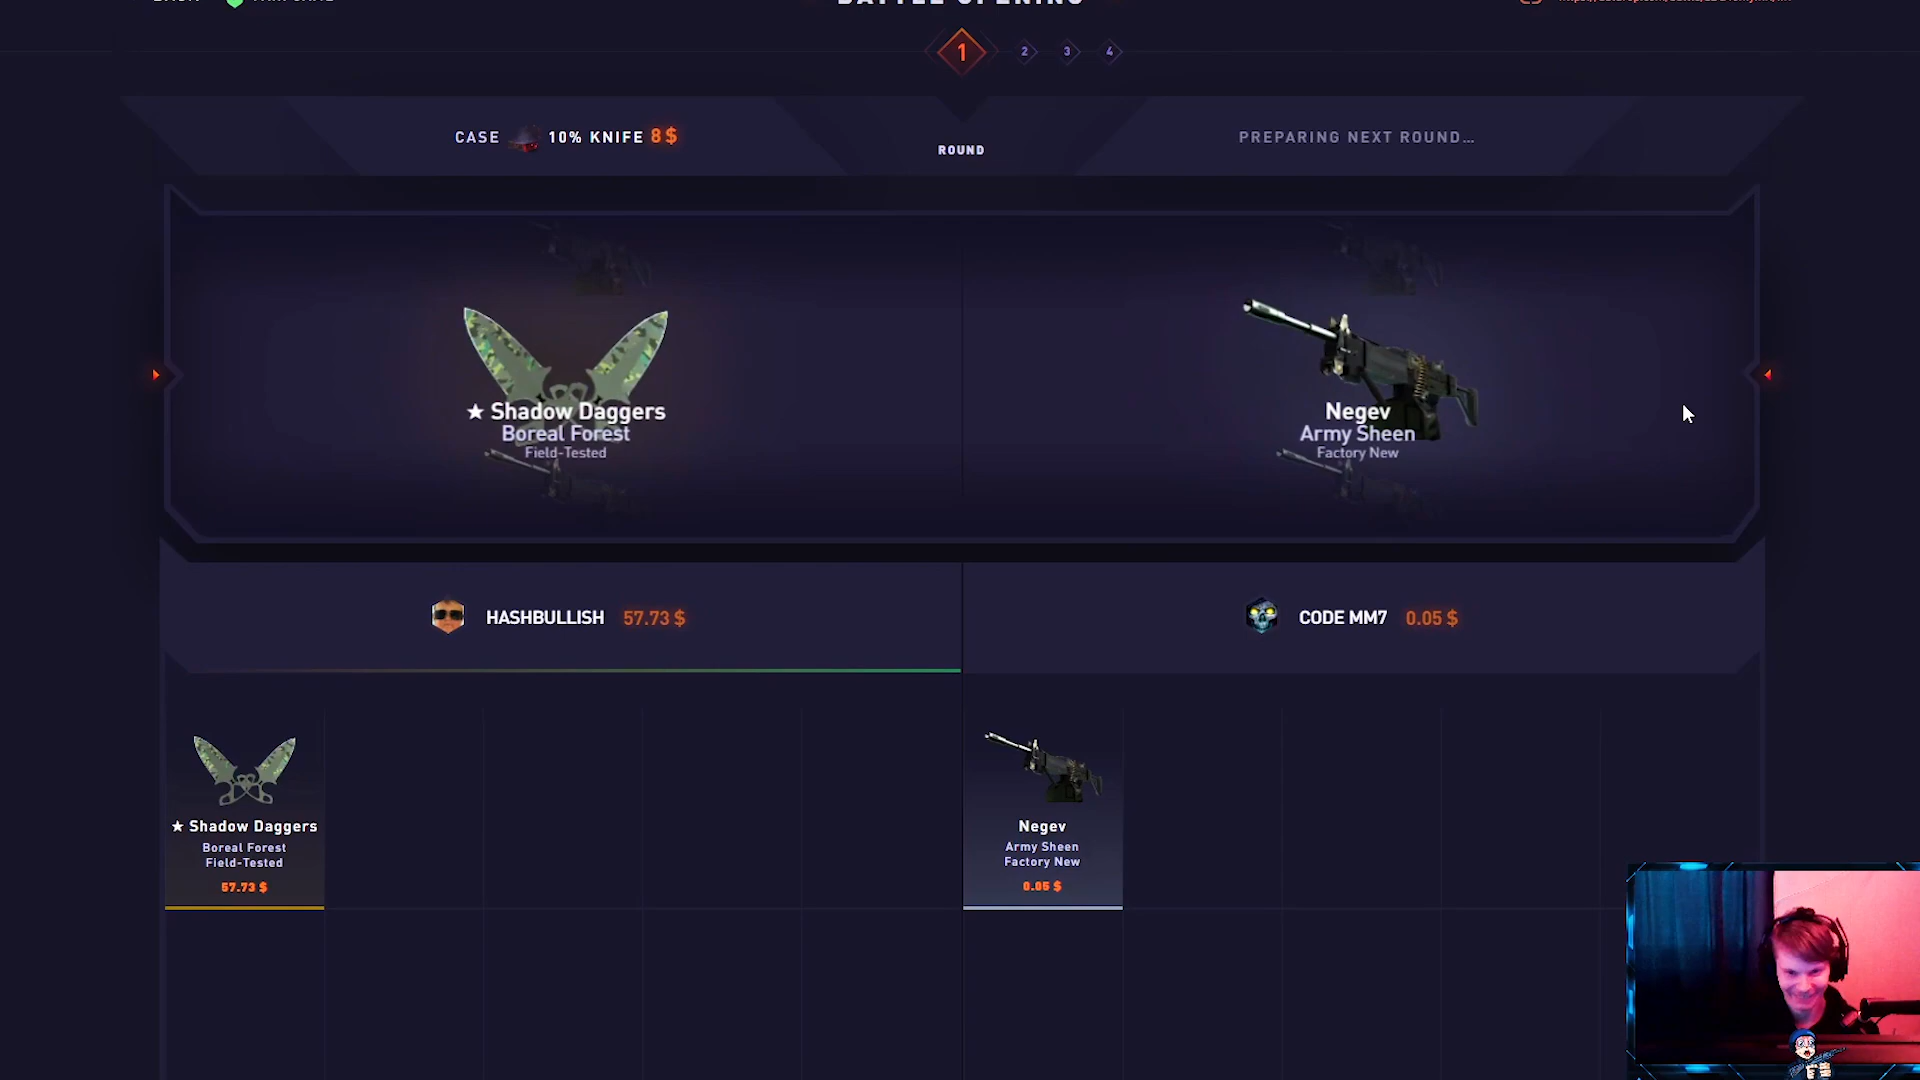 BATTLE OPENING
1 2 3 4
CASE 10% KNIFE 8 $
ROUND
PREPARING NEXT ROUND...
★ Shadow Daggers
Boreal Forest
Field-Tested
Negev
Army Sheen
Factory New
HASHBULLISH 57.73 $
CODE MM7 0.05 $
★ Shadow Daggers
Boreal Forest
Field-Tested
57.73 $
Negev
Army Sheen
Factory New
0.05 $